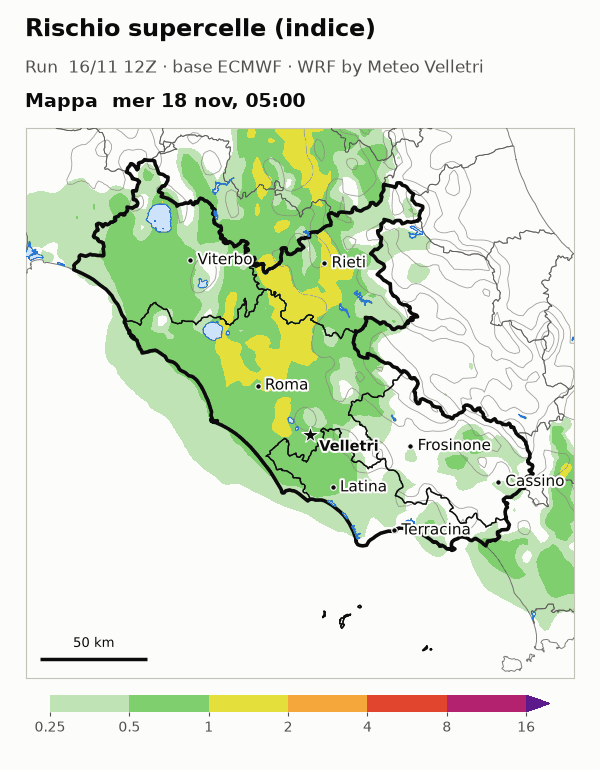 Rischio supercelle (indice)
Run  16/11 12Z · base ECMWF · WRF by Meteo Velletri
Mappa  mer 18 nov, 05:00
Viterbo
Rieti
Roma
Velletri
Frosinone
Cassino
Latina
Terracina
50 km
0.25 0.5 1 2 4 8 16